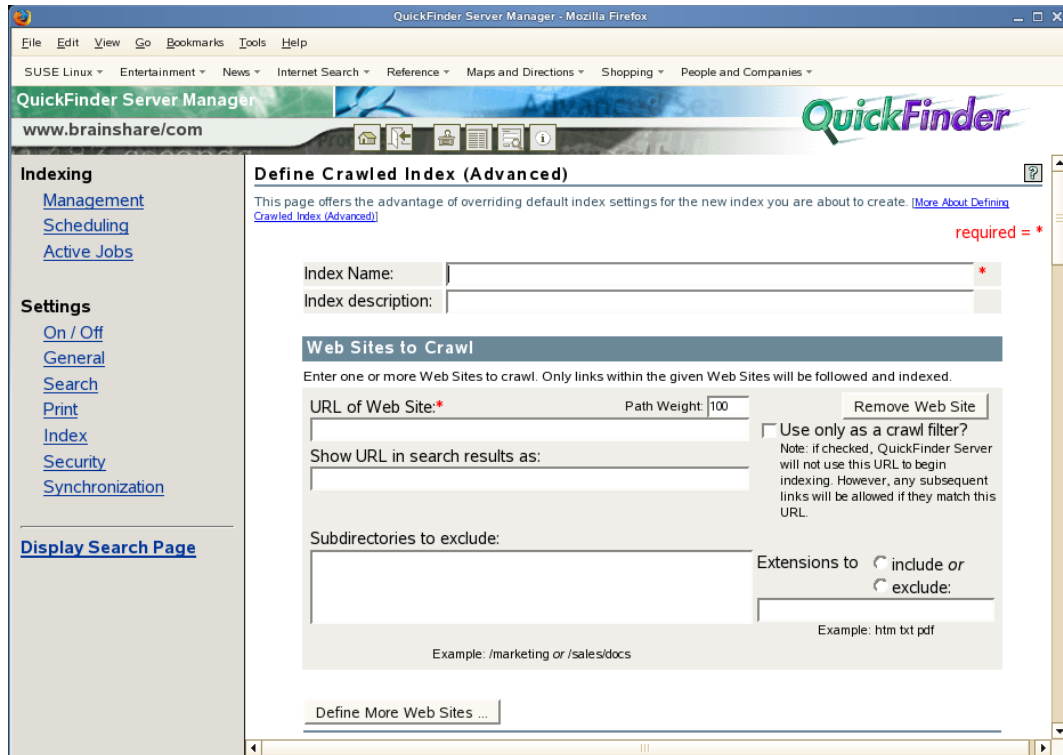 QuickFinder Server Manager - Mozilla Firefox
File Edit View Go Bookmarks Tools Help
SUSE Linux Entertainment News Internet Search Reference Maps and Directions Shopping People and Companies
QuickFinder Server Manager
Advanced Sea
www.brainshare/com
QuickFinder
Indexing
Management
Scheduling
Active Jobs
Settings
On / Off
General
Search
Print
Index
Security
Synchronization
Display Search Page
Define Crawled Index (Advanced)
This page offers the advantage of overriding default index settings for the new index you are about to create. [More About Defining
Crawled Index (Advanced)]
required = *
Index Name: *
Index description:
Web Sites to Crawl
Enter one or more Web Sites to crawl. Only links within the given Web Sites will be followed and indexed.
URL of Web Site:* Path Weight: 100 Remove Web Site
Use only as a crawl filter?
Note: if checked, QuickFinder Server
will not use this URL to begin
indexing. However, any subsequent
links will be allowed if they match this
URL.
Show URL in search results as:
Subdirectories to exclude:
Extensions to include or
exclude:
Example: htm txt pdf
Example: /marketing or /sales/docs
Define More Web Sites ...